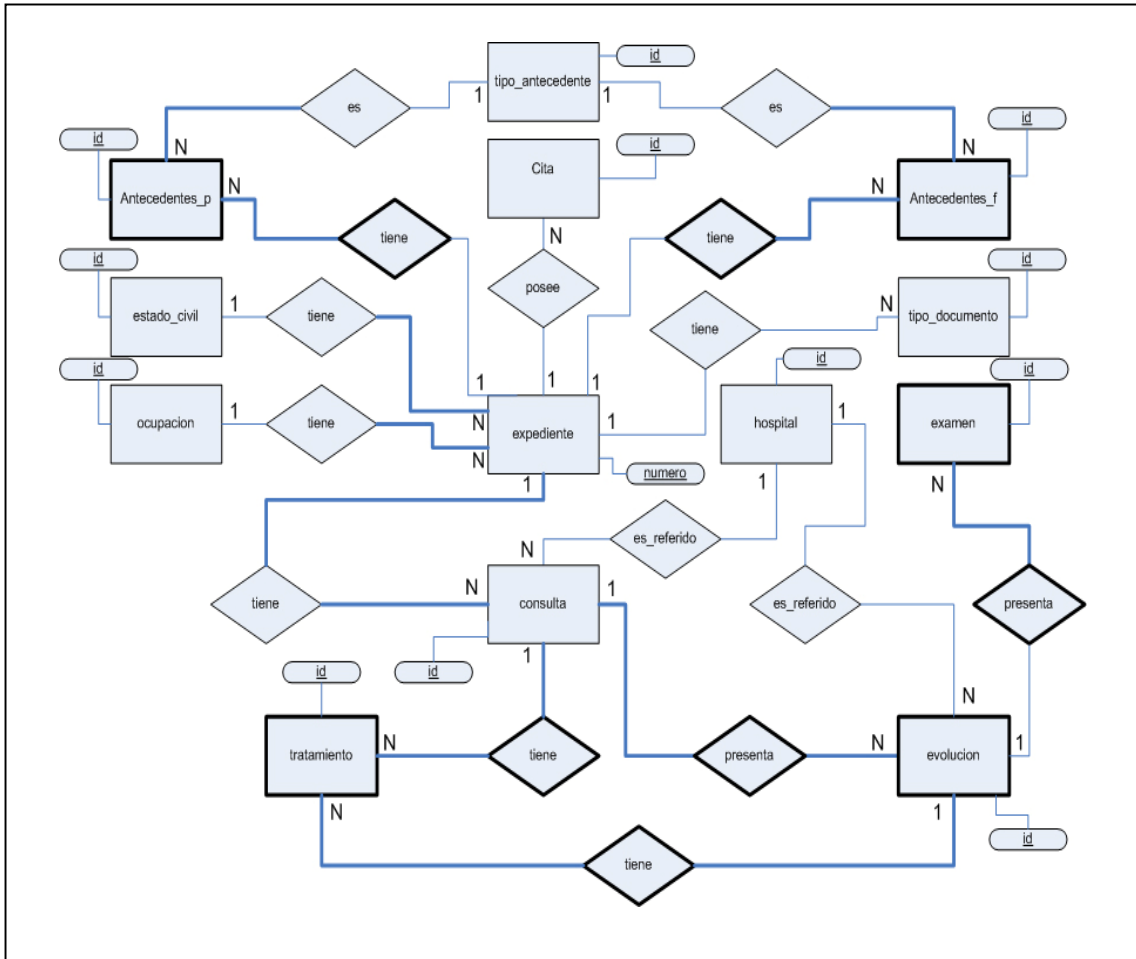 id
tipo_antecedente
es
1
1
es
id
N
id
Cita
N
id
Antecedentes_p
N
N
Antecedentes_f
tiene
N
tiene
id
posee
id
estado_civil
1
tiene
tiene
N
tipo_documento
id
id
id
1
1
1
ocupacion
1
tiene
N
expediente
1
hospital
1
examen
N
numero
1
1
N
es_referido
N
tiene
N
consulta
1
es_referido
presenta
id
id
1
N
N
tratamiento
N
tiene
presenta
N
evolucion
1
N
1
id
tiene